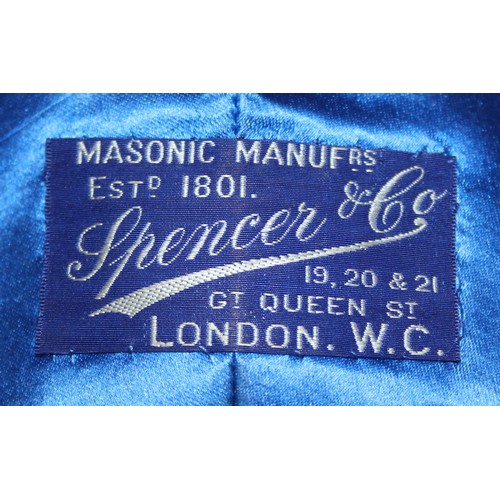 MASONIC MANUFRS
ESTD 1801.
Spencer & Co
19, 20 & 21
GT QUEEN ST
LONDON. W.C.